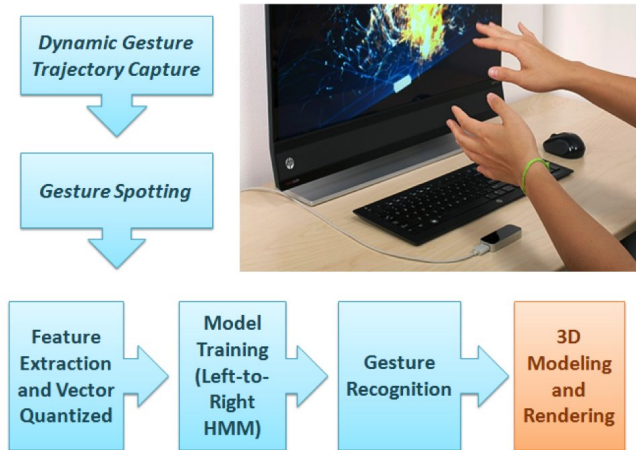 Dynamic Gesture
Trajectory Capture
Gesture Spotting
Feature
Extraction
and Vector
Quantized
Model
Training
(Left-to-
Right
HMM)
Gesture
Recognition
3D
Modeling
and
Rendering
hp